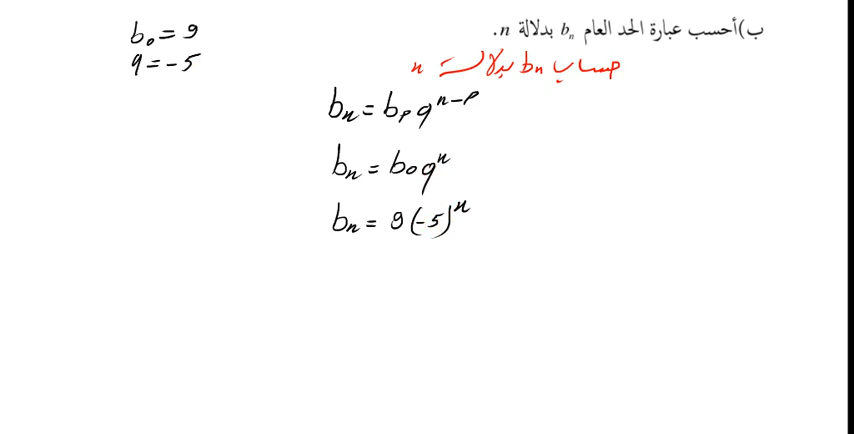 ب)أحسب عبارة الحد العام bₙ بدلالة n.
b₀ = 9
q = -5
حساب bn بدلالة n
bₙ = bₚ qⁿ⁻ᵖ
bₙ = b₀ qⁿ
bₙ = 9 (-5)ⁿ